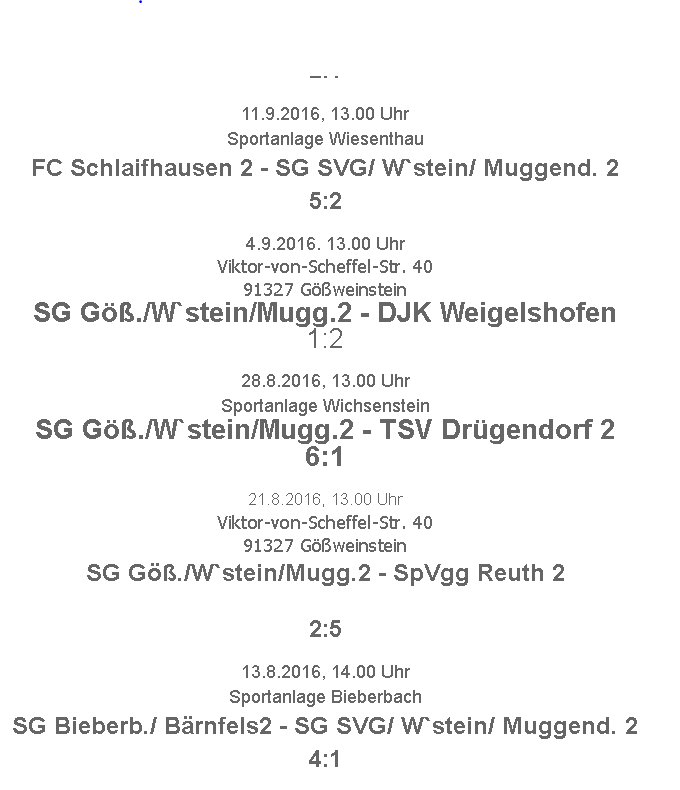 11.9.2016, 13.00 Uhr
Sportanlage Wiesenthau
FC Schlaifhausen 2 - SG SVG/ W`stein/ Muggend. 2
5:2
4.9.2016. 13.00 Uhr
Viktor-von-Scheffel-Str. 40
91327 Gößweinstein
SG Göß./W`stein/Mugg.2 - DJK Weigelshofen
1:2
28.8.2016, 13.00 Uhr
Sportanlage Wichsenstein
SG Göß./W`stein/Mugg.2 - TSV Drügendorf 2
6:1
21.8.2016, 13.00 Uhr
Viktor-von-Scheffel-Str. 40
91327 Gößweinstein
SG Göß./W`stein/Mugg.2 - SpVgg Reuth 2
2:5
13.8.2016, 14.00 Uhr
Sportanlage Bieberbach
SG Bieberb./ Bärnfels2 - SG SVG/ W`stein/ Muggend. 2
4:1